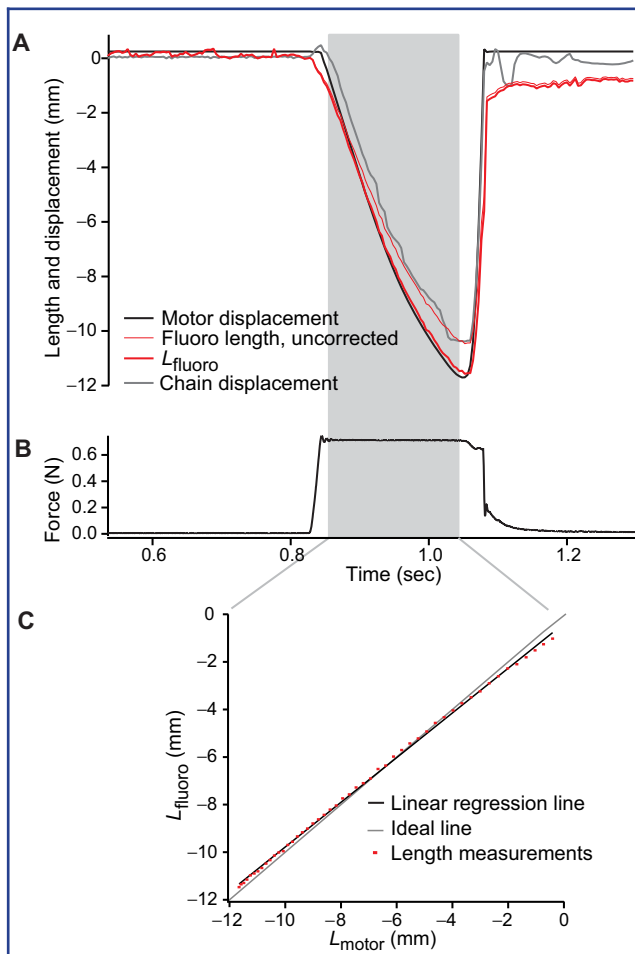 A
0
−2
−4
−6
−8
−10
−12
Length and displacement (mm)
Motor displacement
Fluoro length, uncorrected
L fluoro
Chain displacement
B
0.6
0.4
0.2
0.0
Force (N)
0.6 0.8 1.0 1.2
Time (sec)
C
0
−2
−4
−6
−8
−10
−12
L fluoro (mm)
Linear regression line
Ideal line
Length measurements
−12 −10 −8 −6 −4 −2 0
L motor (mm)